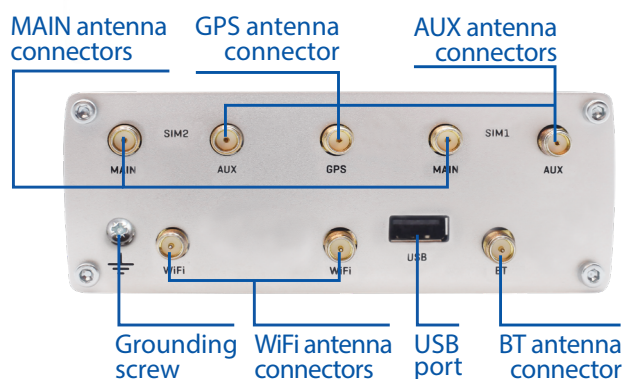 MAIN antenna
connectors
GPS antenna
connector
AUX antenna
connectors
SIM2
SIM1
MAIN
AUX
GPS
MAIN
AUX
WiFi
WiFi
USB
BT
Grounding
screw
WiFi antenna
connectors
USB
port
BT antenna
connector